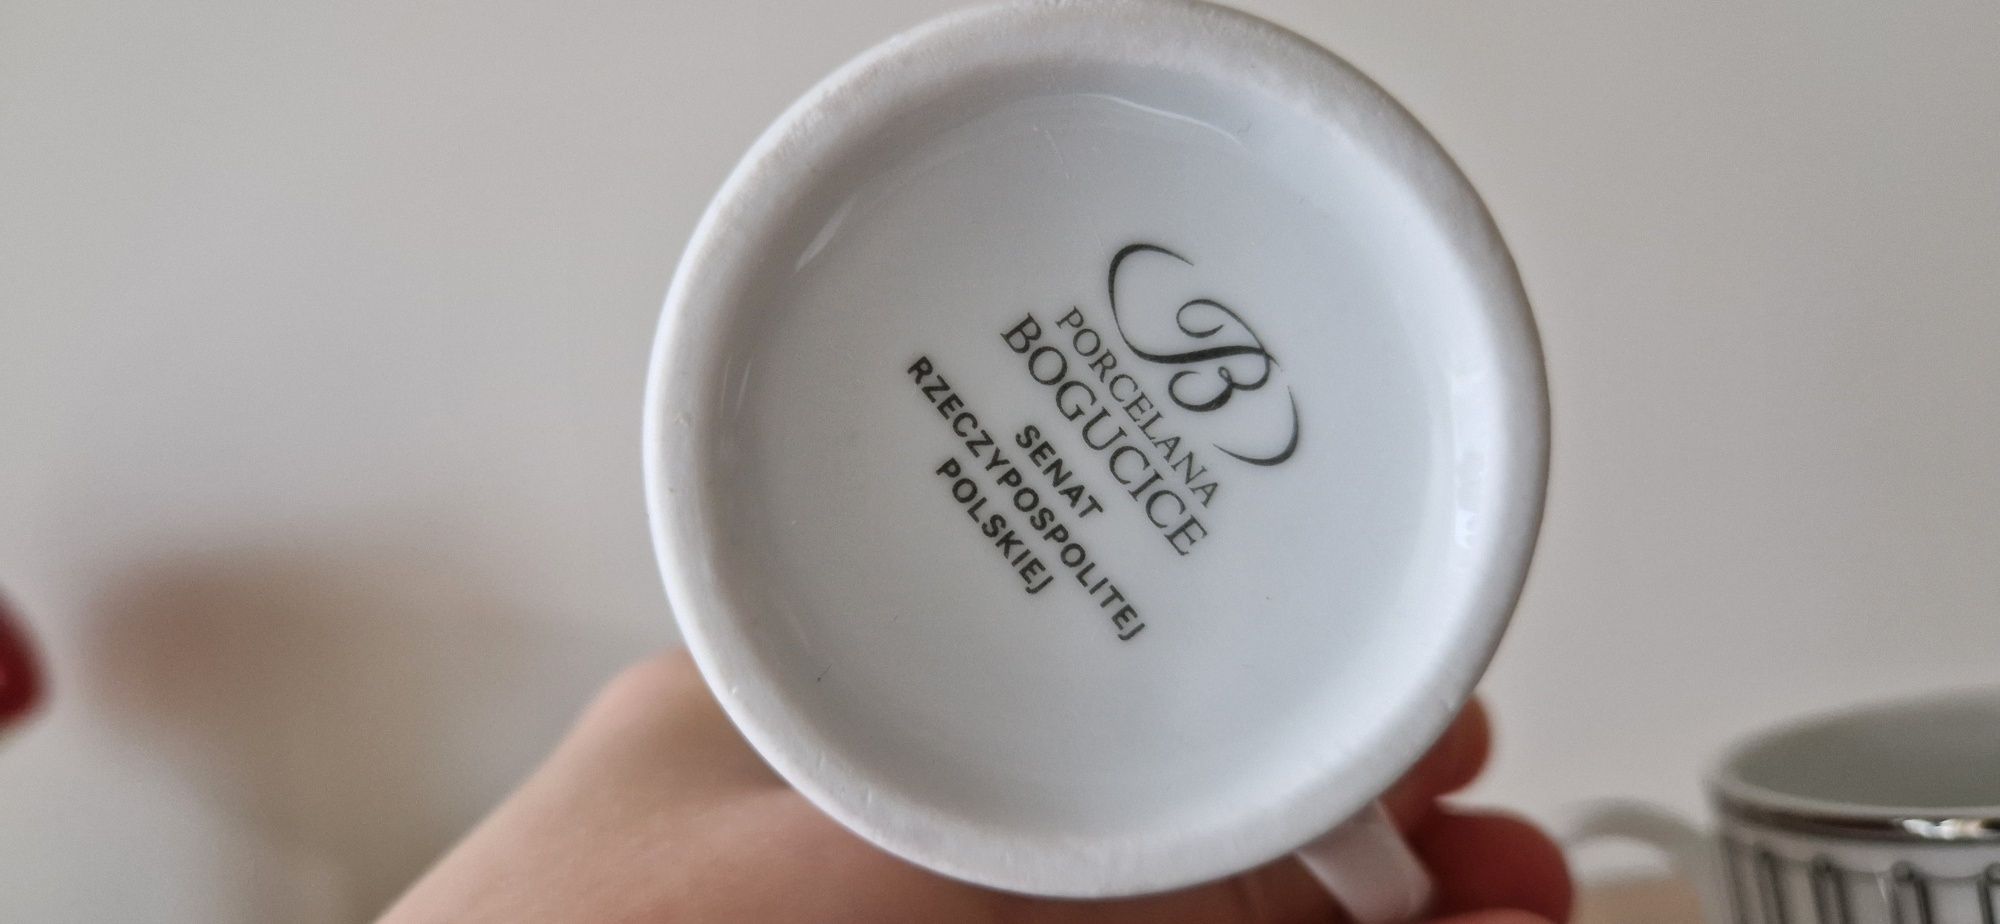 B
PORCELANA
BOGUCICE
SENAT
RZECZYPOSPOLITEJ
POLSKIEJ